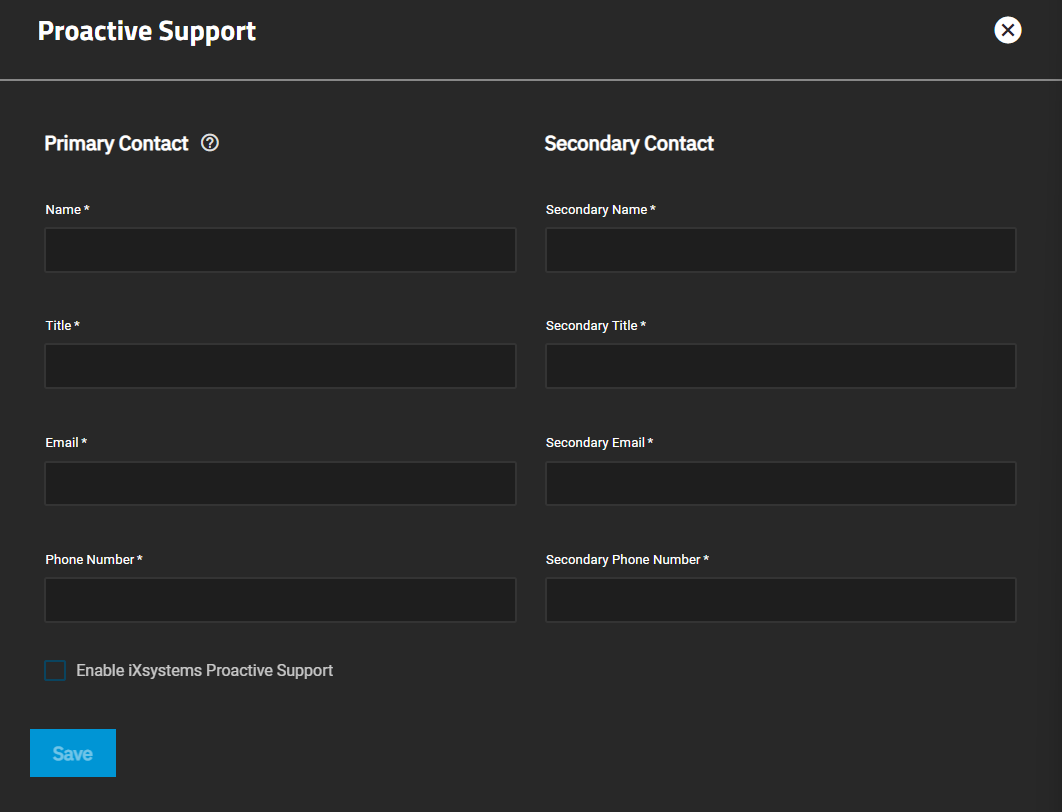 Proactive Support
Primary Contact
Secondary Contact
Name *
Secondary Name *
Title *
Secondary Title *
Email *
Secondary Email *
Phone Number *
Secondary Phone Number *
Enable iXsystems Proactive Support
Save